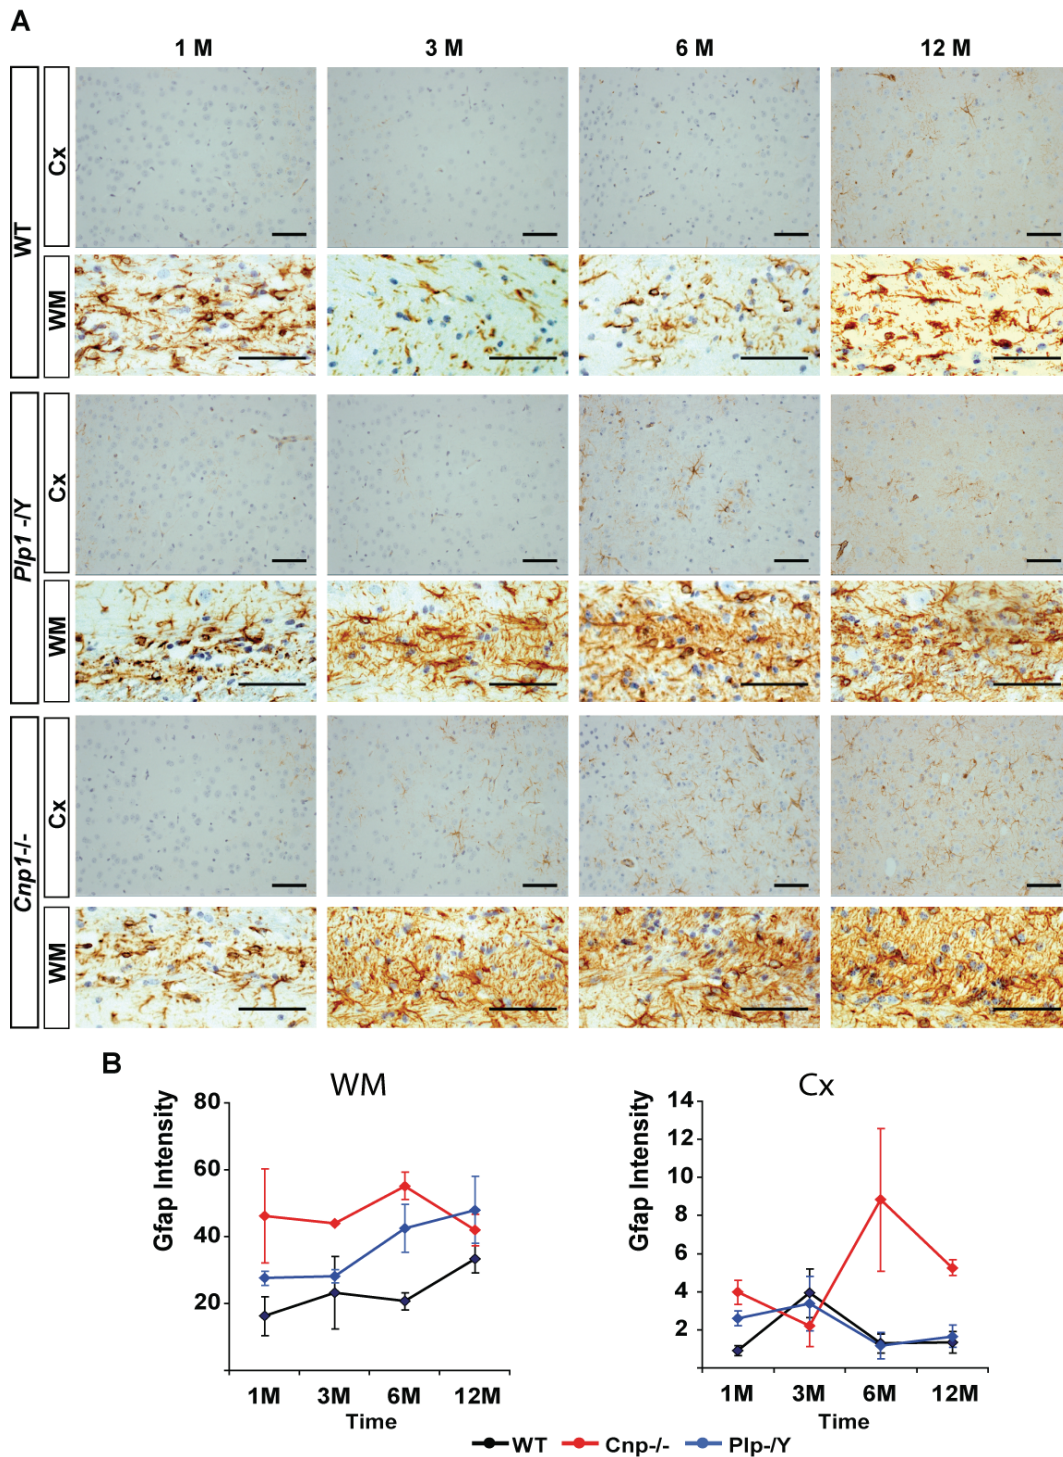 A
1 M 3 M 6 M 12 M
WT
Cx
WM
Plp1 -/Y
Cx
WM
Cnp1-/-
Cx
WM
B
WM
Gfap Intensity
80
60
40
20
1M 3M 6M 12M
Time
Cx
Gfap Intensity
14
12
10
8
6
4
2
1M 3M 6M 12M
Time
WT Cnp-/- Plp-/Y